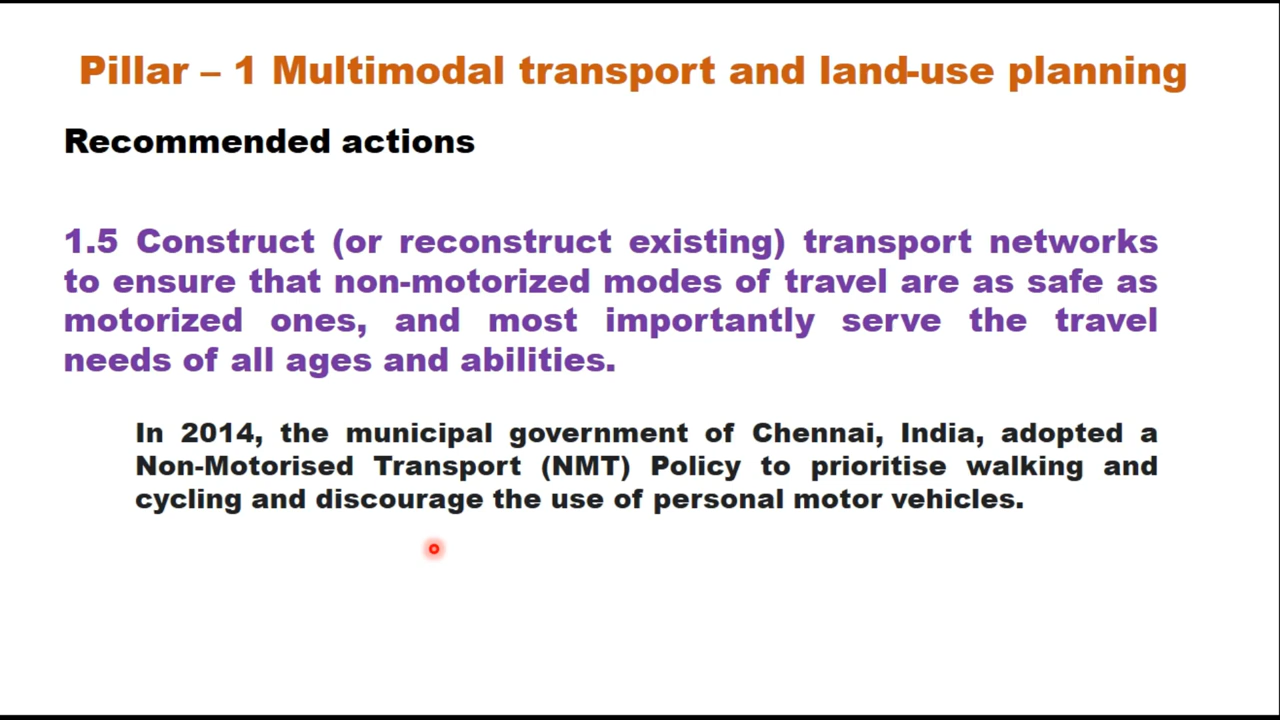 Pillar – 1 Multimodal transport and land-use planning
Recommended actions
1.5 Construct (or reconstruct existing) transport networks
to ensure that non-motorized modes of travel are as safe as
motorized ones, and most importantly serve the travel
needs of all ages and abilities.
In 2014, the municipal government of Chennai, India, adopted a
Non-Motorised Transport (NMT) Policy to prioritise walking and
cycling and discourage the use of personal motor vehicles.